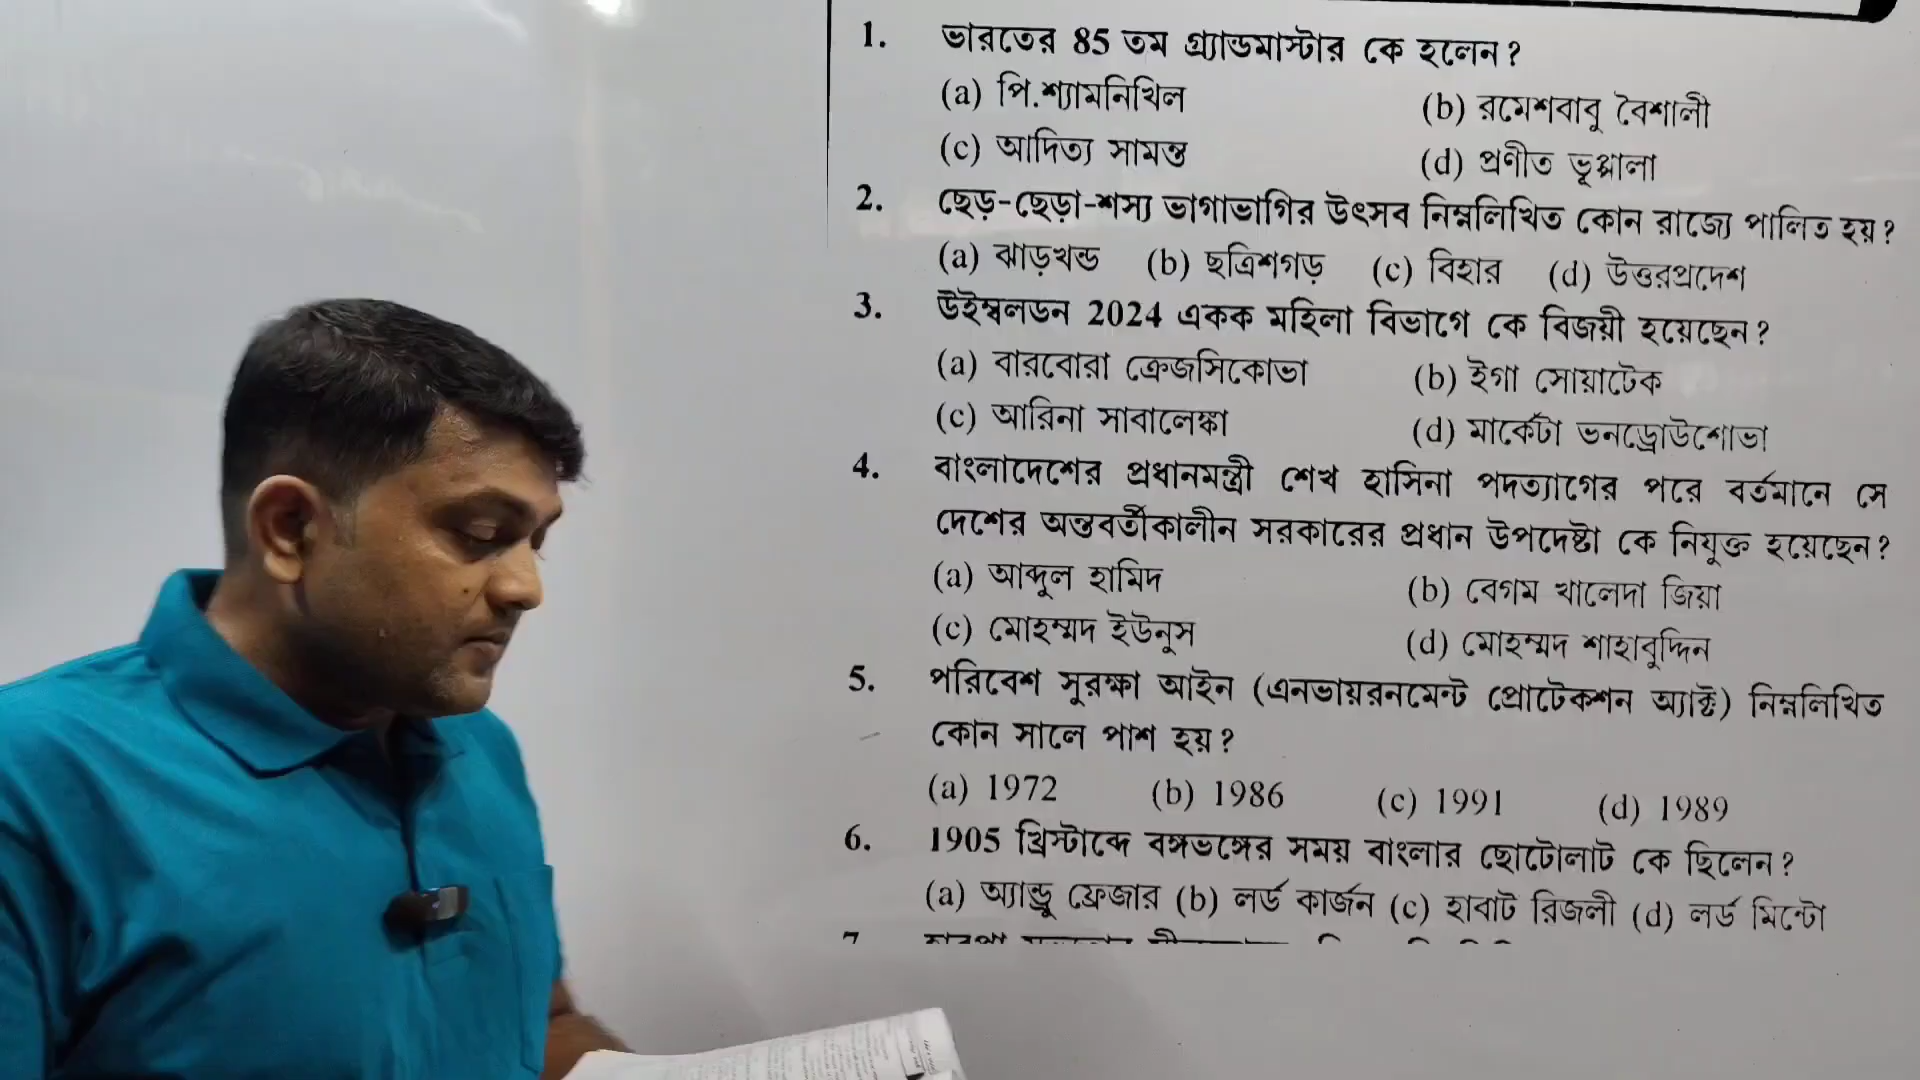 1. ভারতের 85 তম গ্র্যান্ডমাস্টার কে হলেন?
(a) পি.শ্যামনিখিল (b) রমেশবাবু বৈশালী
(c) আদিত্য সামন্ত (d) প্রণীত ভূপ্পালা
2. ছেড়-ছেড়া-শস্য ভাগাভাগির উৎসব নিম্নলিখিত কোন রাজ্যে পালিত হয়?
(a) ঝাড়খন্ড (b) ছত্রিশগড় (c) বিহার (d) উত্তরপ্রদেশ
3. উইম্বলডন 2024 একক মহিলা বিভাগে কে বিজয়ী হয়েছেন?
(a) বারবোরা ক্রেজসিকোভা (b) ইগা সোয়াটেক
(c) আরিনা সাবালেঙ্কা (d) মার্কেটা ভনড্রোউশোভা
4. বাংলাদেশের প্রধানমন্ত্রী শেখ হাসিনা পদত্যাগের পরে বর্তমানে সে
দেশের অন্তবর্তীকালীন সরকারের প্রধান উপদেষ্টা কে নিযুক্ত হয়েছেন?
(a) আব্দুল হামিদ (b) বেগম খালেদা জিয়া
(c) মোহম্মদ ইউনুস (d) মোহম্মদ শাহাবুদ্দিন
5. পরিবেশ সুরক্ষা আইন (এনভায়রনমেন্ট প্রোটেকশন অ্যাক্ট) নিম্নলিখিত
কোন সালে পাশ হয়?
(a) 1972 (b) 1986 (c) 1991 (d) 1989
6. 1905 খ্রিস্টাব্দে বঙ্গভঙ্গের সময় বাংলার ছোটোলাট কে ছিলেন?
(a) অ্যান্ড্রু ফ্রেজার (b) লর্ড কার্জন (c) হাবার্ট রিজলী (d) লর্ড মিন্টো